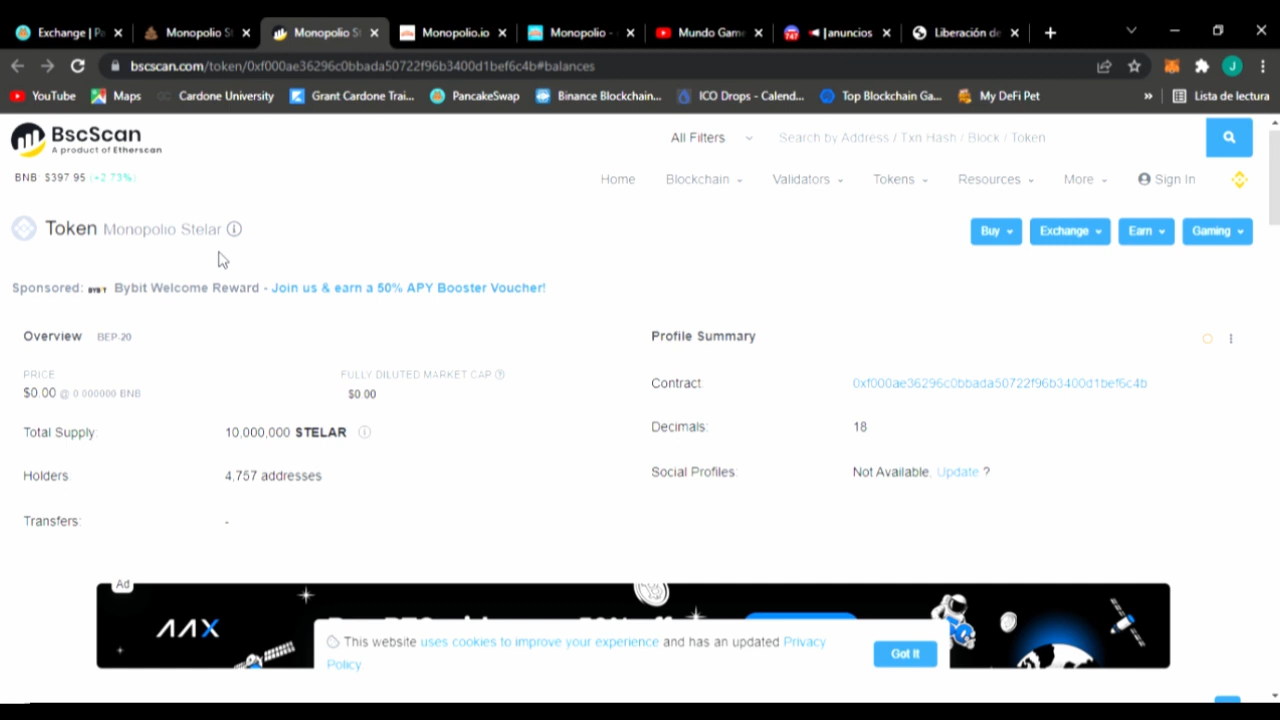 Exchange | P
Monopolio S
Monopolio S
Monopolio.io
Monopolio -
Mundo Gam
|anuncios
Liberación de
bscscan.com/token/0xf000ae36296c0bbada50722f96b3400d1bef6c4b#balances
J
YouTube
Maps
Cardone University
Grant Cardone Trai...
PancakeSwap
Binance Blockchain...
ICO Drops - Calend...
Top Blockchain Ga...
My DeFi Pet
»
Lista de lectura
BscScan
A product of Etherscan
All Filters
Search by Address / Txn Hash / Block / Token
BNB $397.95 (+2.73%)
Home
Blockchain
Validators
Tokens
Resources
More
Sign In
Token Monopolio Stelar
Buy
Exchange
Earn
Gaming
Sponsored: BYBIT Bybit Welcome Reward - Join us & earn a 50% APY Booster Voucher!
Overview BEP-20
Profile Summary
PRICE
FULLY DILUTED MARKET CAP
$0.00 @ 0.000000 BNB
$0.00
Contract:
0xf000ae36296c0bbada50722f96b3400d1bef6c4b
Total Supply:
10,000,000 STELAR
Decimals:
18
Holders
4,757 addresses
Social Profiles:
Not Available. Update ?
Transfers:
-
Ad
AAX
This website uses cookies to improve your experience and has an updated Privacy
Policy
Got It